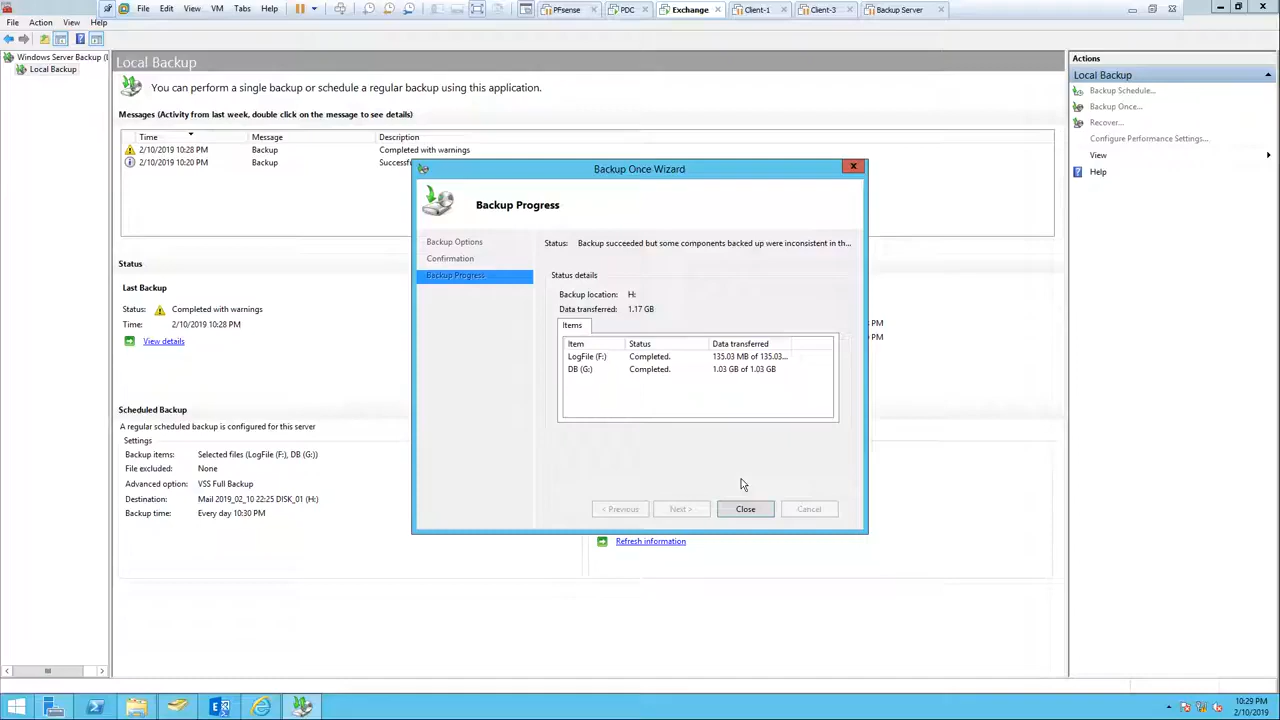 File Edit View VM Tabs Help
PFsense PDC Exchange Client-1 Client-3 Backup Server
File Action View Help
Windows Server Backup (L
Local Backup
Local Backup
You can perform a single backup or schedule a regular backup using this application.
Messages (Activity from last week, double click on the message to see details)
Time Message Description
2/10/2019 10:28 PM Backup Completed with warnings
2/10/2019 10:20 PM Backup Successf
Status
Last Backup
Status: Completed with warnings
Time: 2/10/2019 10:28 PM
View details
PM
PM
Scheduled Backup
A regular scheduled backup is configured for this server
Settings
Backup items: Selected files (LogFile (F:), DB (G:))
File excluded: None
Advanced option: VSS Full Backup
Destination: Mail 2019_02_10 22:25 DISK_01 (H:)
Backup time: Every day 10:30 PM
Refresh information
Backup Once Wizard
Backup Progress
Backup Options
Confirmation
Backup Progress
Status: Backup succeeded but some components backed up were inconsistent in th...
Status details
Backup location: H:
Data transferred: 1.17 GB
Items
Item Status Data transferred
LogFile (F:) Completed. 135.03 MB of 135.03...
DB (G:) Completed. 1.03 GB of 1.03 GB
< Previous Next > Close Cancel
Actions
Local Backup
Backup Schedule...
Backup Once...
Recover...
Configure Performance Settings...
View
Help
10:29 PM
2/10/2019